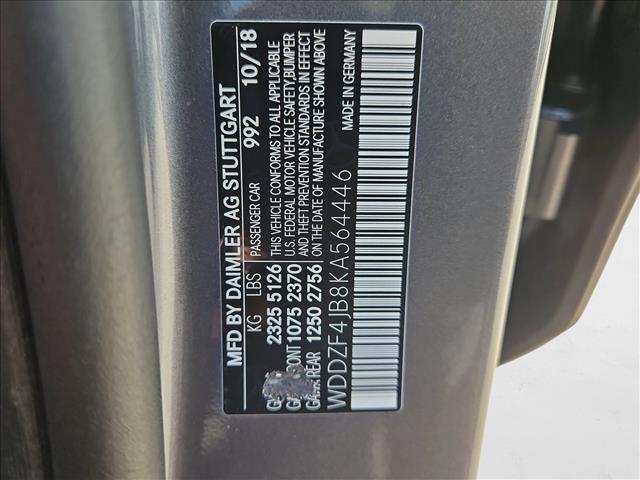 MFD BY DAIMLER AG STUTTGART
PASSENGER CAR 992 10/18
KG LBS
2325 5126
1075 2370
GAWR REAR 1250 2756
THIS VEHICLE CONFORMS TO ALL APPLICABLE
U.S. FEDERAL MOTOR VEHICLE SAFETY BUMPER
AND THEFT PREVENTION STANDARDS IN EFFECT
ON THE DATE OF MANUFACTURE SHOWN ABOVE
MADE IN GERMANY
WDDZF4JB8KA564446